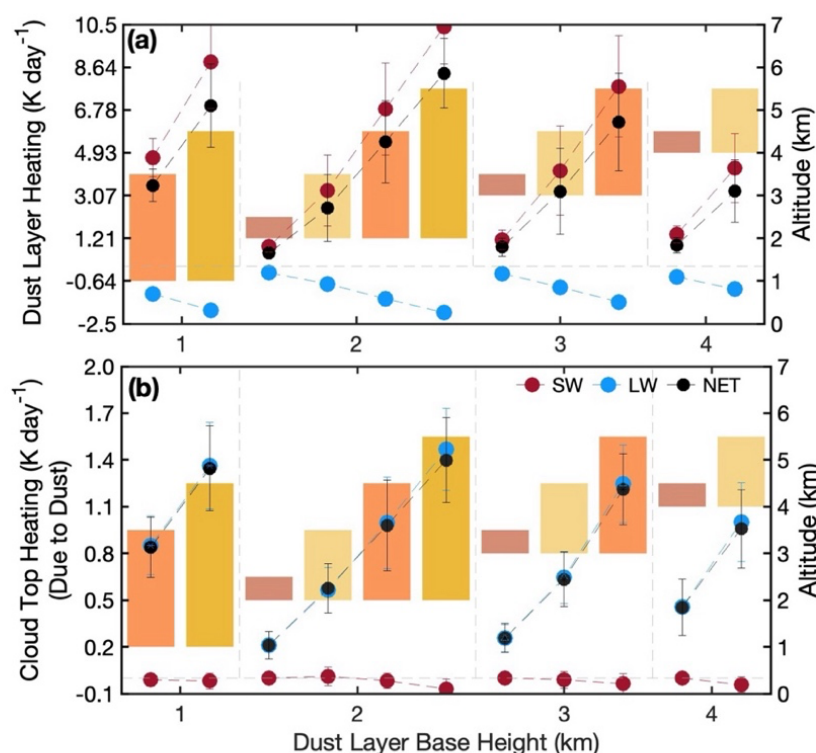 (a)
Dust Layer Heating (K day⁻¹)
10.5
8.64
6.78
4.93
3.07
1.21
-0.64
-2.5
7
6
5
4
3
2
1
0
Altitude (km)
1 2 3 4
(b)
SW LW NET
Cloud Top Heating (K day⁻¹)
(Due to Dust)
2.0
1.7
1.4
1.1
0.8
0.5
0.2
-0.1
7
6
5
4
3
2
1
0
Altitude (km)
1 2 3 4
Dust Layer Base Height (km)